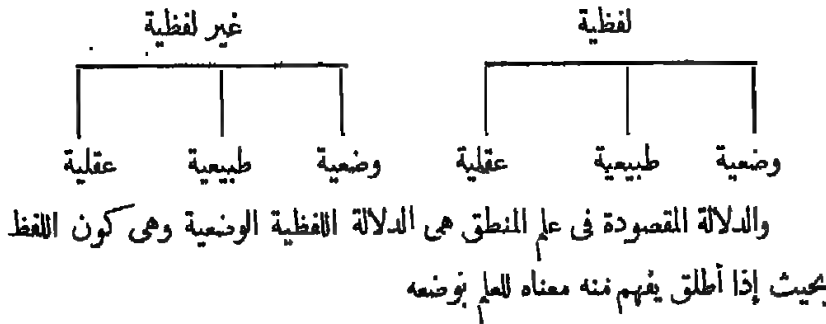 لفظية غير لفظية
وضعية طبيعية عقلية وضعية طبيعية عقلية
والدلالة المقصودة فى علم المنطق هى الدلالة اللفظية الوضعية وهى كون اللفظ
بحيث إذا أطلق يفهم منه معناه للعلم بوضعه